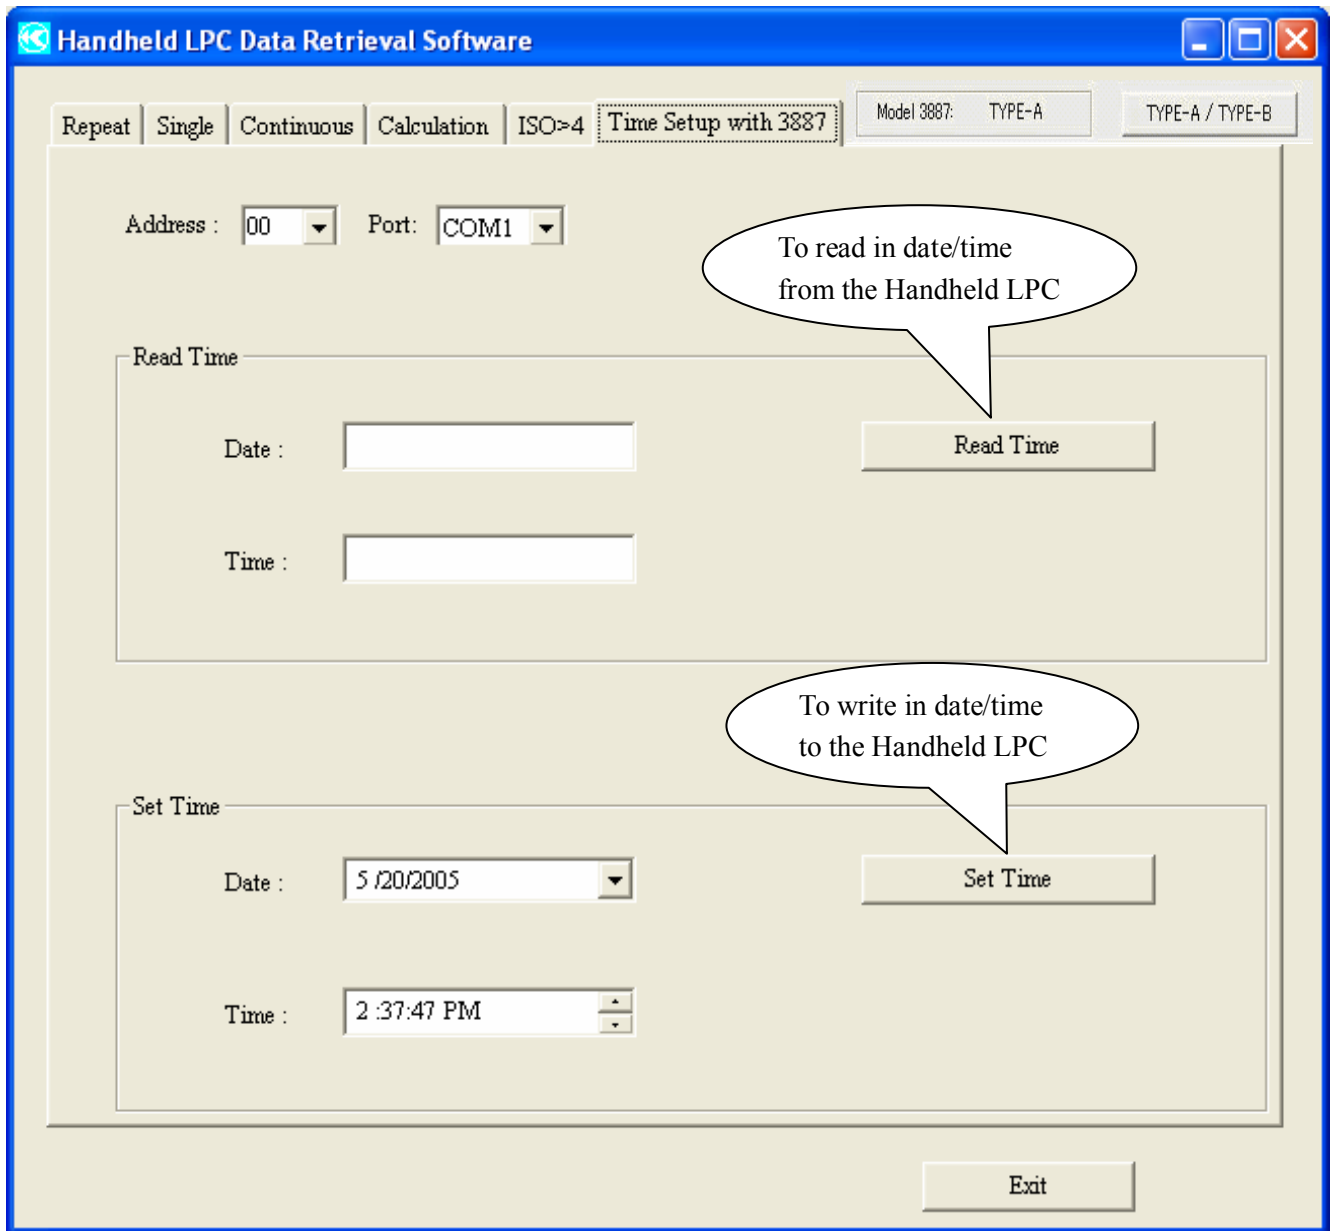 Handheld LPC Data Retrieval Software
Repeat Single Continuous Calculation ISO>4 Time Setup with 3887 Model 3887: TYPE-A TYPE-A / TYPE-B
Address : 00 Port: COM1
To read in date/time
from the Handheld LPC
Read Time
Date : Read Time
Time :
To write in date/time
to the Handheld LPC
Set Time
Date : 5 /20/2005 Set Time
Time : 2 :37:47 PM
Exit